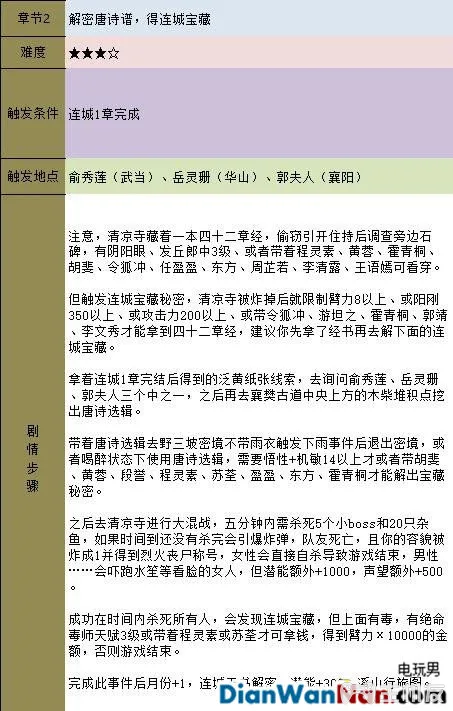 章节2
解密唐诗谱，得连城宝藏
难度
★★★☆
触发条件
连城1章完成
触发地点
俞秀莲（武当）、岳灵珊（华山）、郭夫人（襄阳）
剧情步骤
注意，清凉寺藏着一本四十二章经，偷窃引开住持后调查旁边石
碑，有阴阳眼、发丘郎中3级、或者带着程灵素、黄蓉、霍青桐、
胡斐、令狐冲、任盈盈、东方、周芷若、李清露、王语嫣可看穿。
但触发连城宝藏秘密，清凉寺被炸掉后就限制臂力8以上、或阳刚
350以上、或攻击力200以上、或带令狐冲、游坦之、霍青桐、郭靖
、李文秀才能拿到四十二章经，建议你先拿了经书再去解下面的连
城宝藏。
拿着连城1章完结后得到的泛黄纸张线索，去询问俞秀莲、岳灵珊
、郭夫人三个中之一，之后再去襄樊古道中央上方的木柴堆积点挖
出唐诗选辑。
带着唐诗选辑去野三坡密境不带雨衣触发下雨事件后退出密境，或
者喝醉状态下使用唐诗选辑，需要悟性+机敏14以上才或者带胡斐
、黄蓉、段誉、程灵素、苏荃、盈盈、东方、霍青桐才能解出宝藏
秘密。
之后去清凉寺进行大混战，五分钟内需杀死5个小boss和20只杂
鱼，如果时间到还没有杀完会引爆炸弹，队友死亡，且你的容貌被
炸成1并得到烈火丧尸称号，女性会直接自杀导致游戏结束，男性
……会吓跑水笙等看脸的女人，但潜能额外+1000，声望额外+500
。
成功在时间内杀死所有人，会发现连城宝藏，但上面有毒，有绝命
毒师天赋3级或带着程灵素或苏荃才可拿钱，得到臂力x10000的金
额，否则游戏结束。
完成此事件后月份+1，连城
电玩男
DianWanNan.com